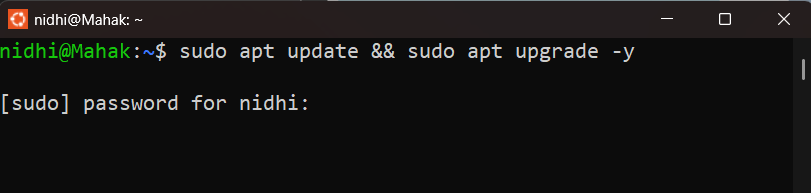 nidhi@Mahak: ~
nidhi@Mahak:~$ sudo apt update && sudo apt upgrade -y
[sudo] password for nidhi: